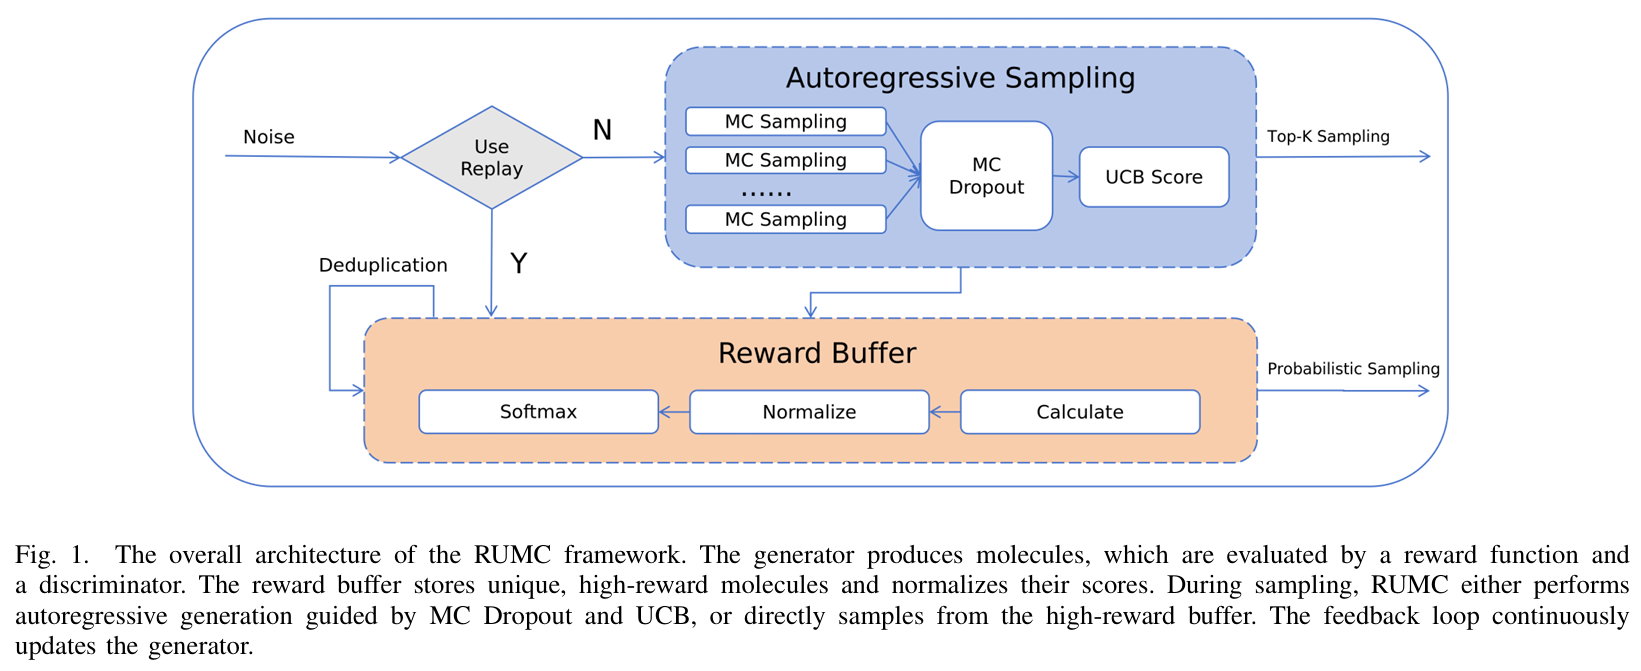 Autoregressive Sampling
Noise
Use
Replay
N
MC Sampling
MC Sampling
......
MC Sampling
MC
Dropout
UCB Score
Top-K Sampling
Y
Deduplication
Reward Buffer
Softmax
Normalize
Calculate
Probabilistic Sampling
Fig. 1. The overall architecture of the RUMC framework. The generator produces molecules, which are evaluated by a reward function and
a discriminator. The reward buffer stores unique, high-reward molecules and normalizes their scores. During sampling, RUMC either performs
autoregressive generation guided by MC Dropout and UCB, or directly samples from the high-reward buffer. The feedback loop continuously
updates the generator.